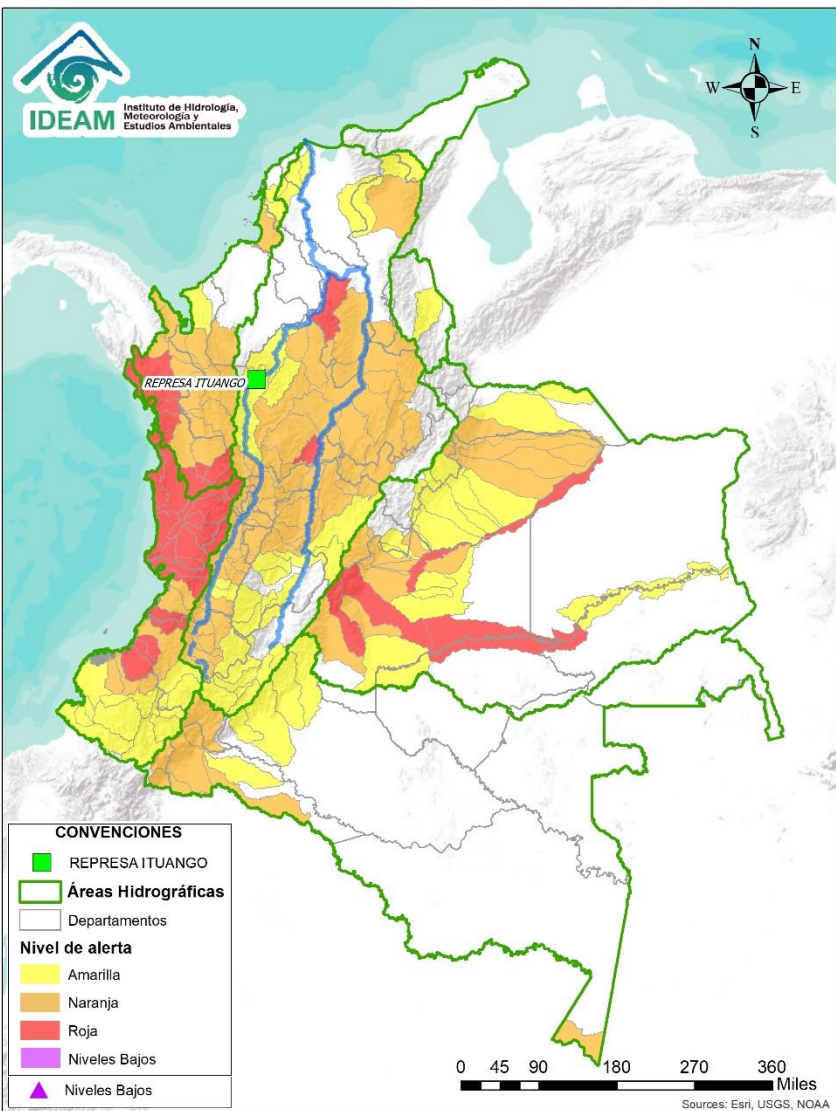 IDEAM
Instituto de Hidrología,
Meteorología y
Estudios Ambientales
N
W
E
S
REPRESA ITUANGO
CONVENCIONES
REPRESA ITUANGO
Áreas Hidrográficas
Departamentos
Nivel de alerta
Amarilla
Naranja
Roja
Niveles Bajos
Niveles Bajos
0 45 90 180 270 360
Miles
Sources: Esri, USGS, NOAA